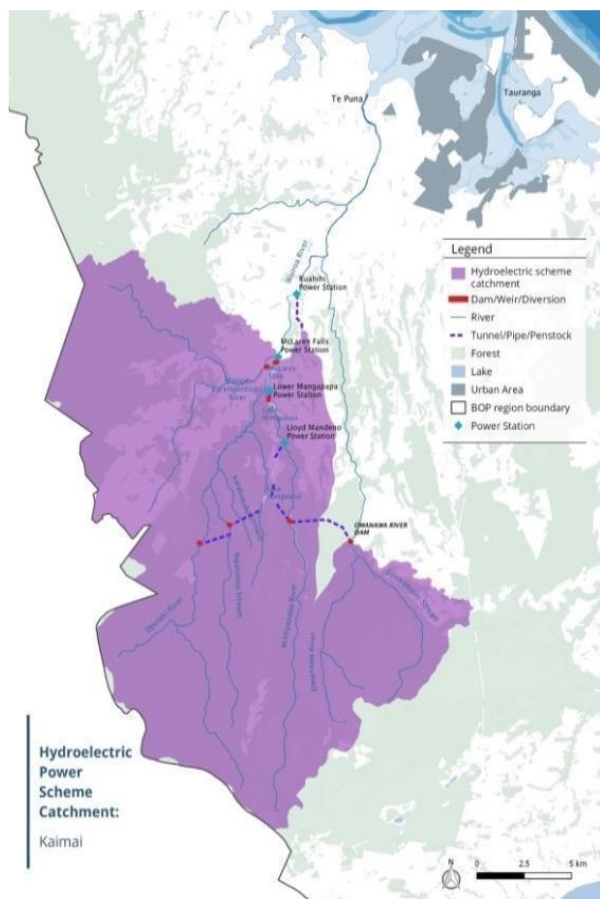 Te Puna
Tauranga
Wairoa River
Ruahihi
Power Station
McLaren Falls
Power Station
McLaren
Lake
Lower Mangapapa
Power Station
Lloyd Mandeno
Power Station
OMANAWA RIVER
DAM
Opuiaki River
Mangapapa River
Omanawa River
Legend
Hydroelectric scheme
catchment
Dam/Weir/Diversion
River
Tunnel/Pipe/Penstock
Forest
Lake
Urban Area
BOP region boundary
Power Station
Hydroelectric
Power
Scheme
Catchment:
Kaimai
N
0 2.5 5 km